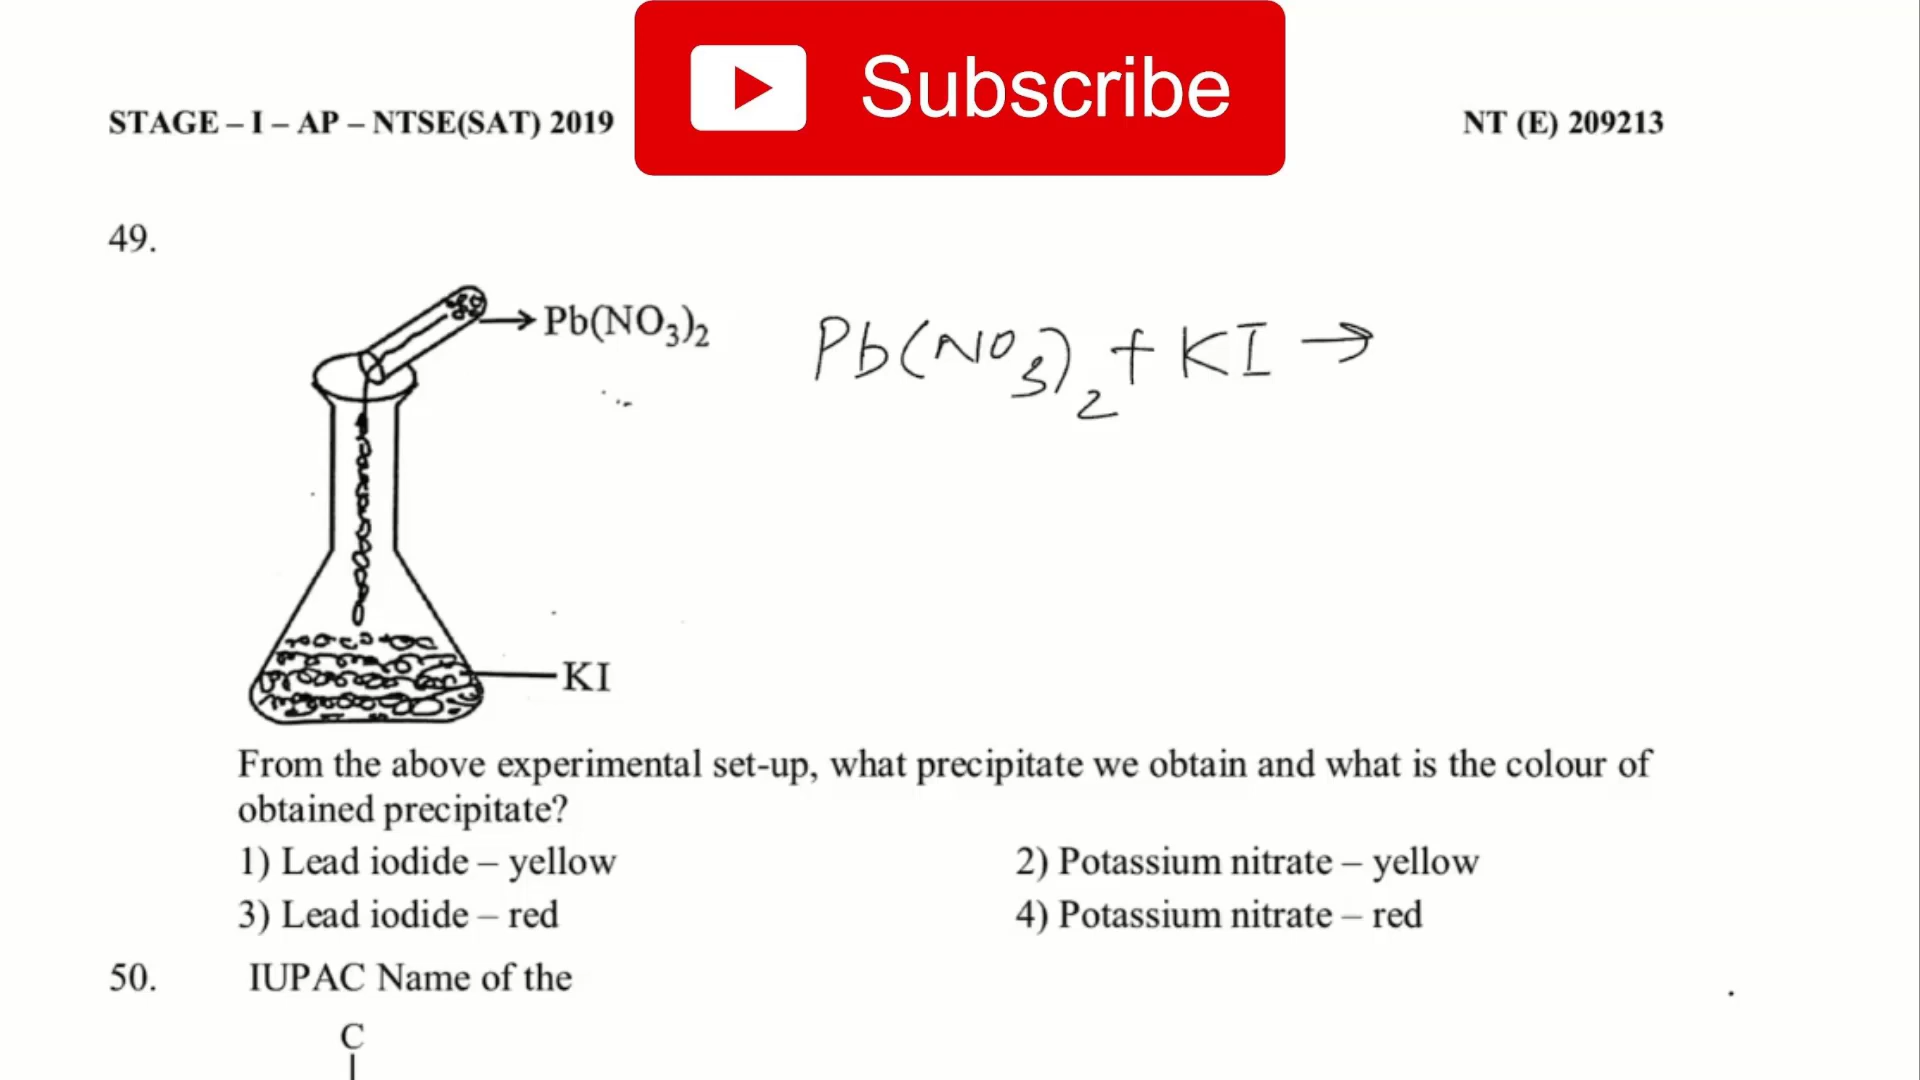 Subscribe
STAGE – I – AP – NTSE(SAT) 2019
NT (E) 209213
49.
Pb(NO₃)₂
Pb(NO₃)₂ + KI →
KI
From the above experimental set-up, what precipitate we obtain and what is the colour of
obtained precipitate?
1) Lead iodide – yellow
2) Potassium nitrate – yellow
3) Lead iodide – red
4) Potassium nitrate – red
50. IUPAC Name of the
C